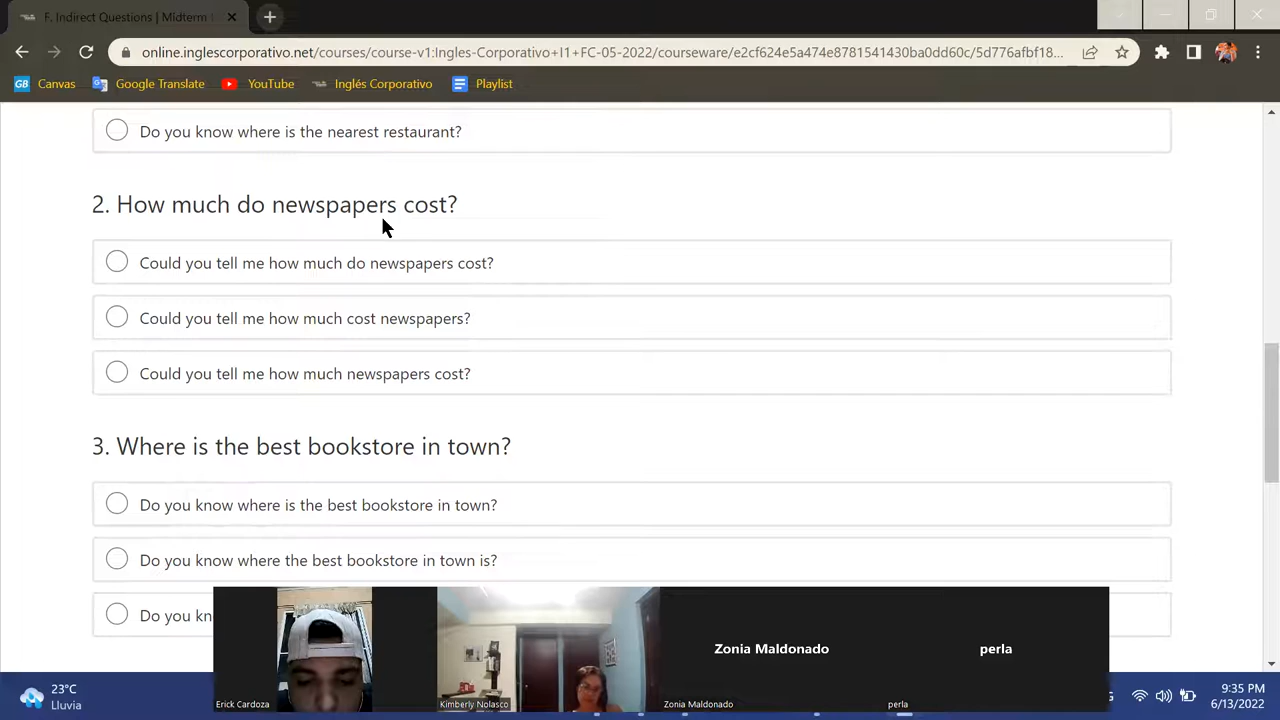 F. Indirect Questions | Midterm
online.inglescorporativo.net/courses/course-v1:Ingles-Corporativo+I1+FC-05-2022/courseware/e2cf624e5a474e8781541430ba0dd60c/5d776afbf18...
GB Canvas Google Translate YouTube Inglés Corporativo Playlist
Do you know where is the nearest restaurant?
2. How much do newspapers cost?
Could you tell me how much do newspapers cost?
Could you tell me how much cost newspapers?
Could you tell me how much newspapers cost?
3. Where is the best bookstore in town?
Do you know where is the best bookstore in town?
Do you know where the best bookstore in town is?
Do you kn
Zonia Maldonado
perla
Erick Cardoza
Kimberly Nolasco
Zonia Maldonado
perla
23°C
Lluvia
9:35 PM
6/13/2022